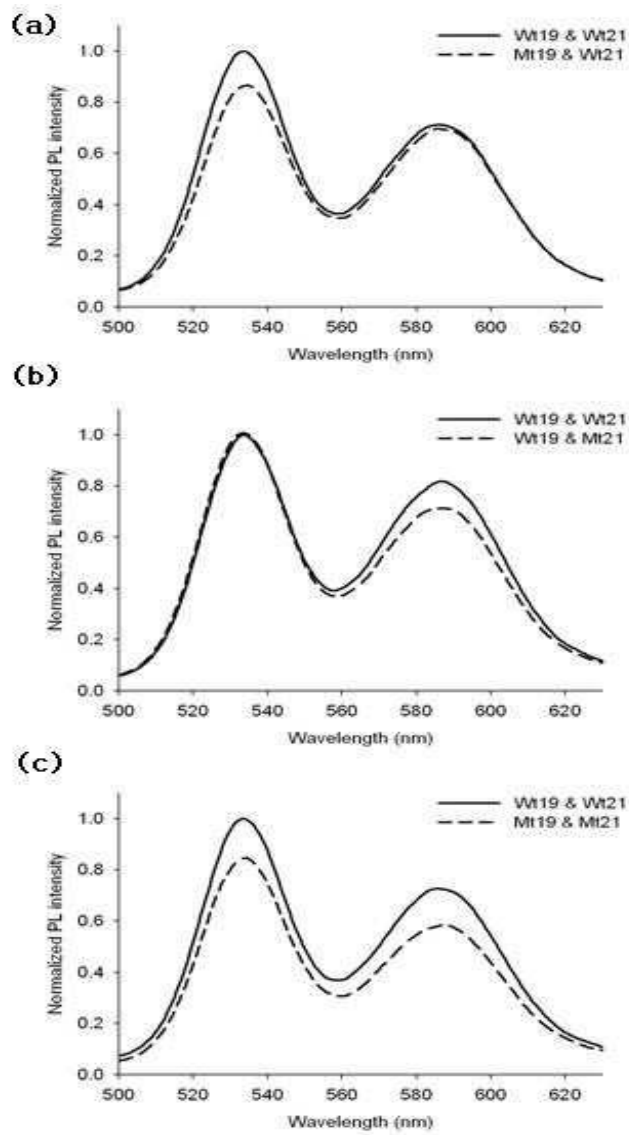 (a)
Wt19 & Wt21
Mt19 & Wt21
Normalized PL intensity
1.0
0.8
0.6
0.4
0.2
0.0
500 520 540 560 580 600 620
Wavelength (nm)
(b)
Wt19 & Wt21
Wt19 & Mt21
Normalized PL intensity
1.0
0.8
0.6
0.4
0.2
0.0
500 520 540 560 580 600 620
Wavelength (nm)
(c)
Wt19 & Wt21
Mt19 & Mt21
Normalized PL intensity
1.0
0.8
0.6
0.4
0.2
0.0
500 520 540 560 580 600 620
Wavelength (nm)